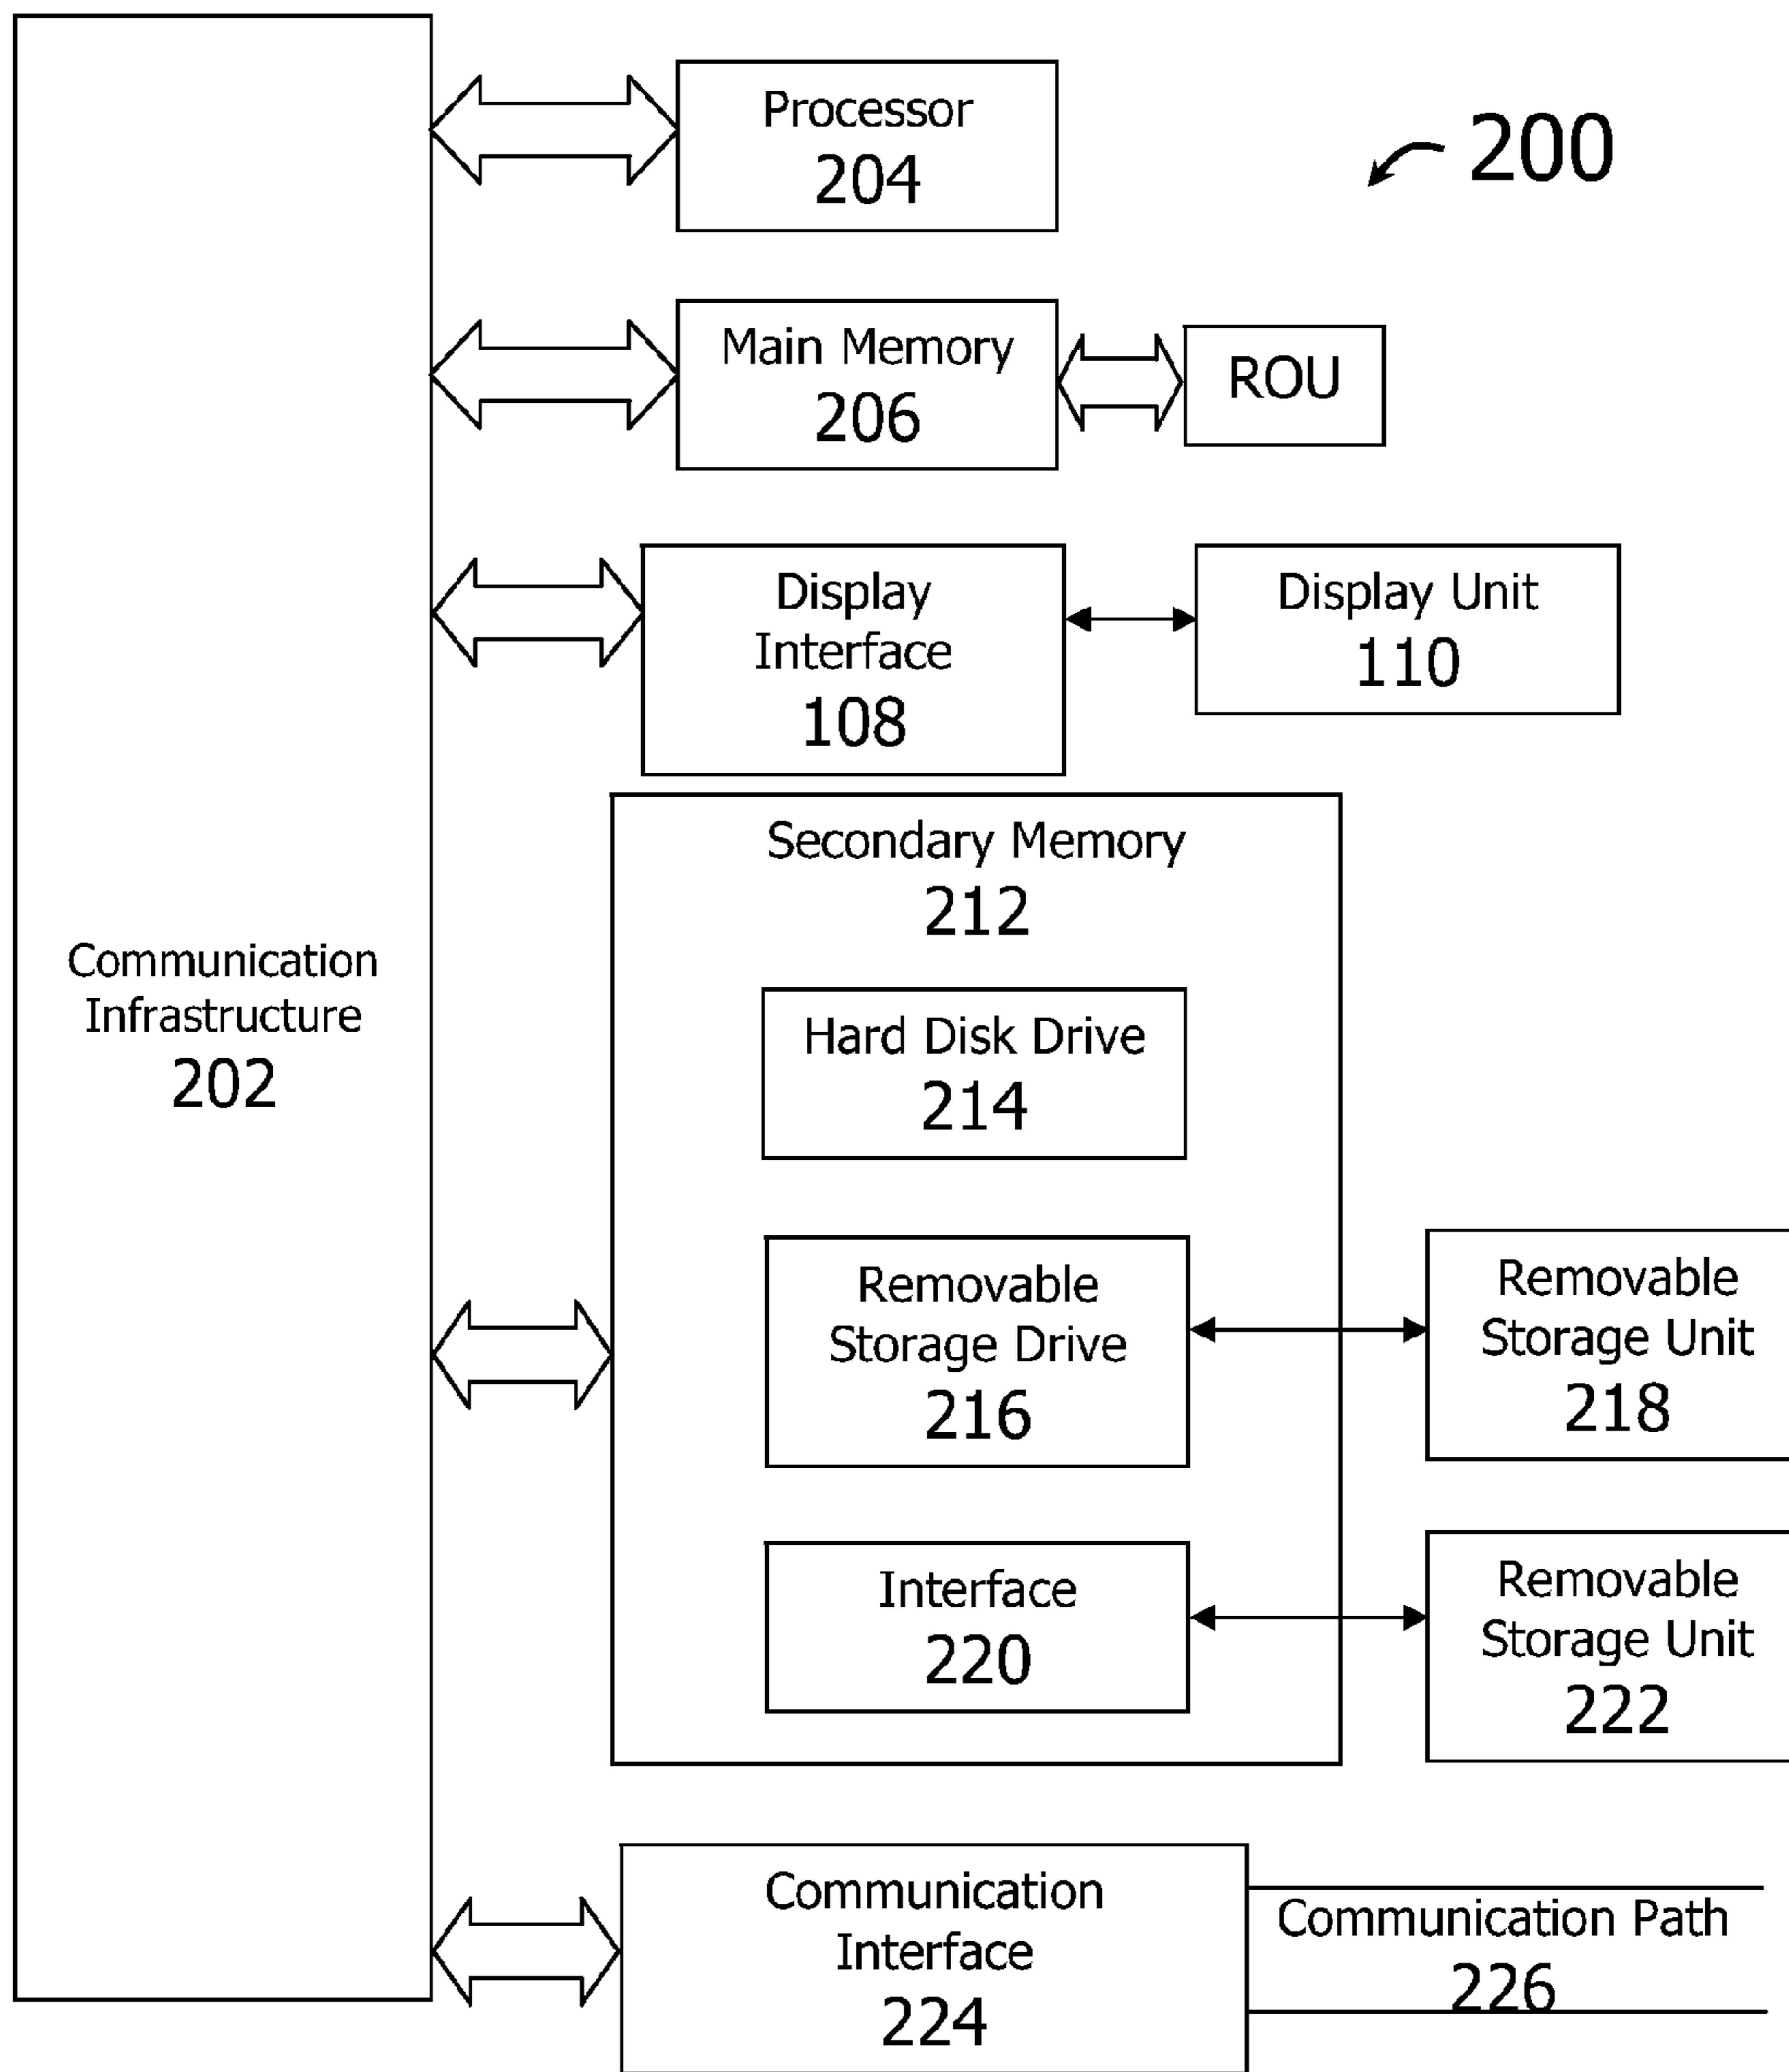 Processor
204
200
Main Memory
206
ROU
Display
Interface
108
Display Unit
110
Secondary Memory
212
Communication
Infrastructure
202
Hard Disk Drive
214
Removable
Storage Drive
216
Removable
Storage Unit
218
Interface
220
Removable
Storage Unit
222
Communication
Interface
224
Communication Path
226